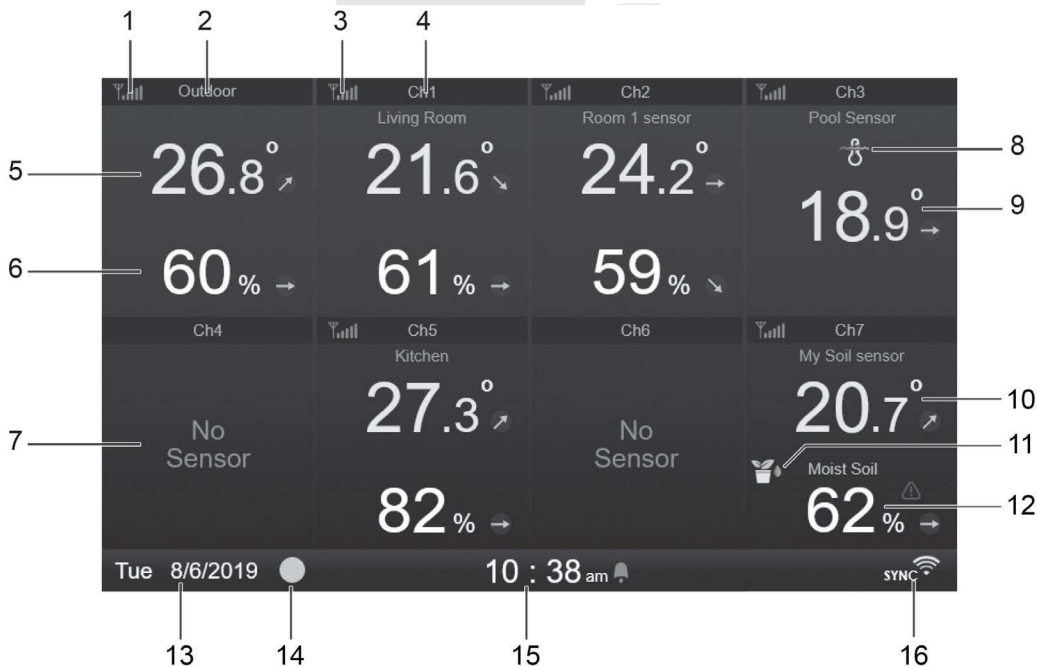 1 2 3 4
Outdoor Ch1 Ch2 Ch3
Living Room Room 1 sensor Pool Sensor
8
5 26.8° 21.6° 24.2°
18.9° 9
6 60% 61% 59%
Ch4 Ch5 Ch6 Ch7
Kitchen My Soil sensor
27.3° 20.7° 10
7 No Sensor No Sensor
11
Moist Soil
82% 62% 12
Tue 8/6/2019 10 : 38 am SYNC
13 14 15 16